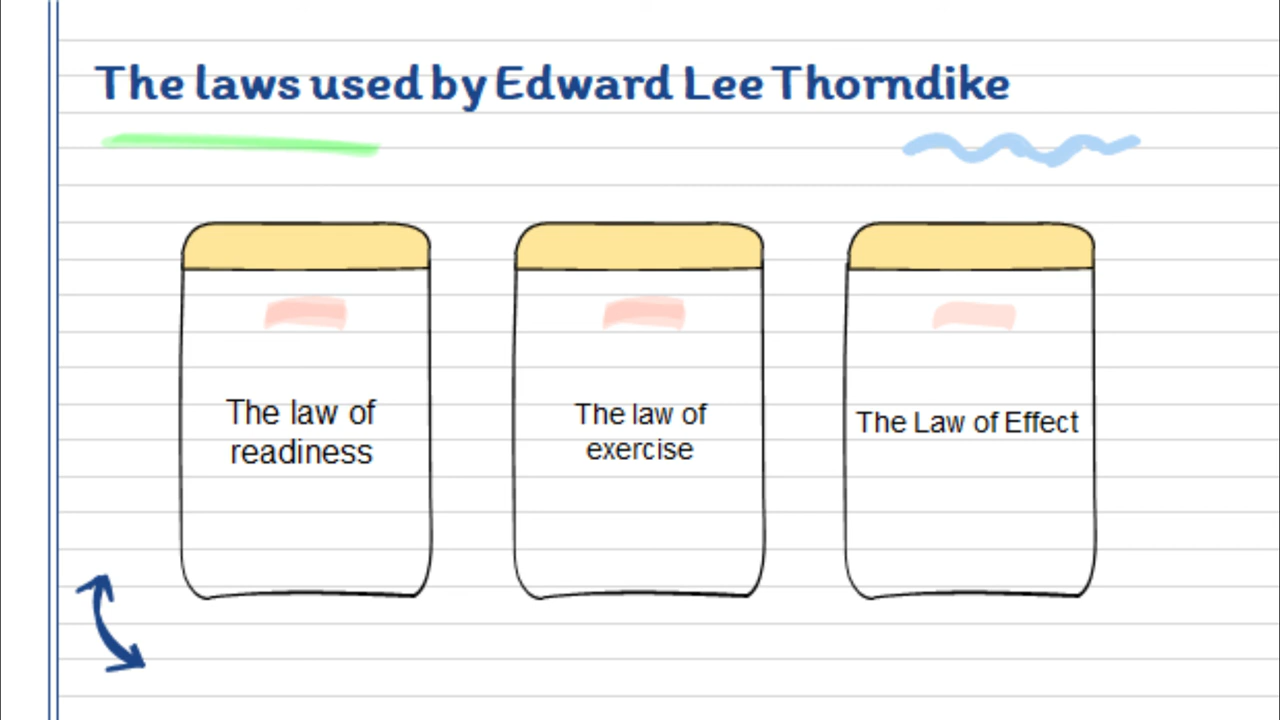 The laws used by Edward Lee Thorndike
The law of
readiness
The law of
exercise
The Law of Effect